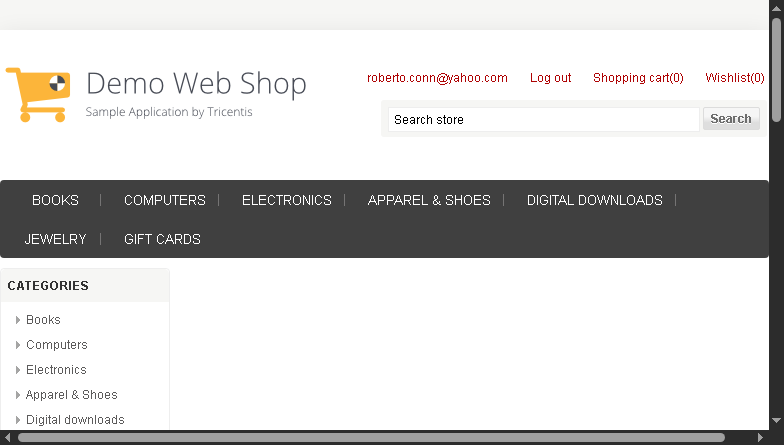 Demo Web Shop
Sample Application by Tricentis
roberto.conn@yahoo.com Log out Shopping cart(0) Wishlist(0)
Search store Search
BOOKS COMPUTERS ELECTRONICS APPAREL & SHOES DIGITAL DOWNLOADS
JEWELRY GIFT CARDS
CATEGORIES
Books
Computers
Electronics
Apparel & Shoes
Digital downloads